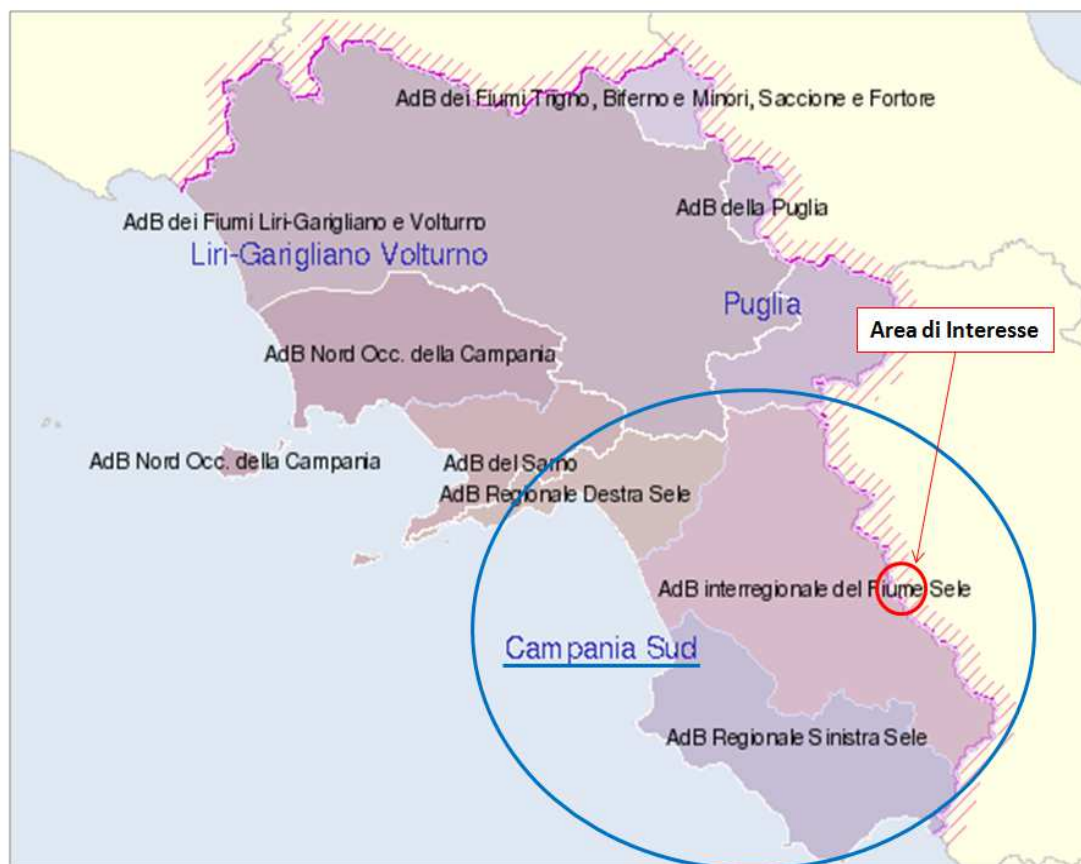 AdB dei Fiumi Trigno, Biferno e Minori, Saccione e Fortore
AdB della Puglia
AdB dei Fiumi Liri-Garigliano e Volturno
Liri-Garigliano Volturno
Puglia
Area di Interesse
AdB Nord Occ. della Campania
AdB Nord Occ. della Campania
AdB del Sarno
AdB Regionale Destra Sele
AdB interregionale del Fiume Sele
Campania Sud
AdB Regionale Sinistra Sele